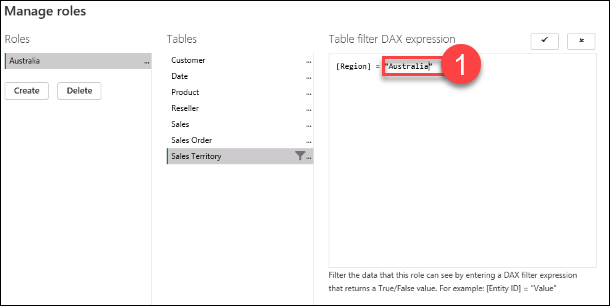 Manage roles
Roles
Australia ...
Create Delete
Tables
Customer ...
Date ...
Product ...
Reseller ...
Sales ...
Sales Order ...
Sales Territory ...
Table filter DAX expression
[Region] = "Australia"
1
Filter the data that this role can see by entering a DAX filter expression
that returns a True/False value. For example: [Entity ID] = "Value"